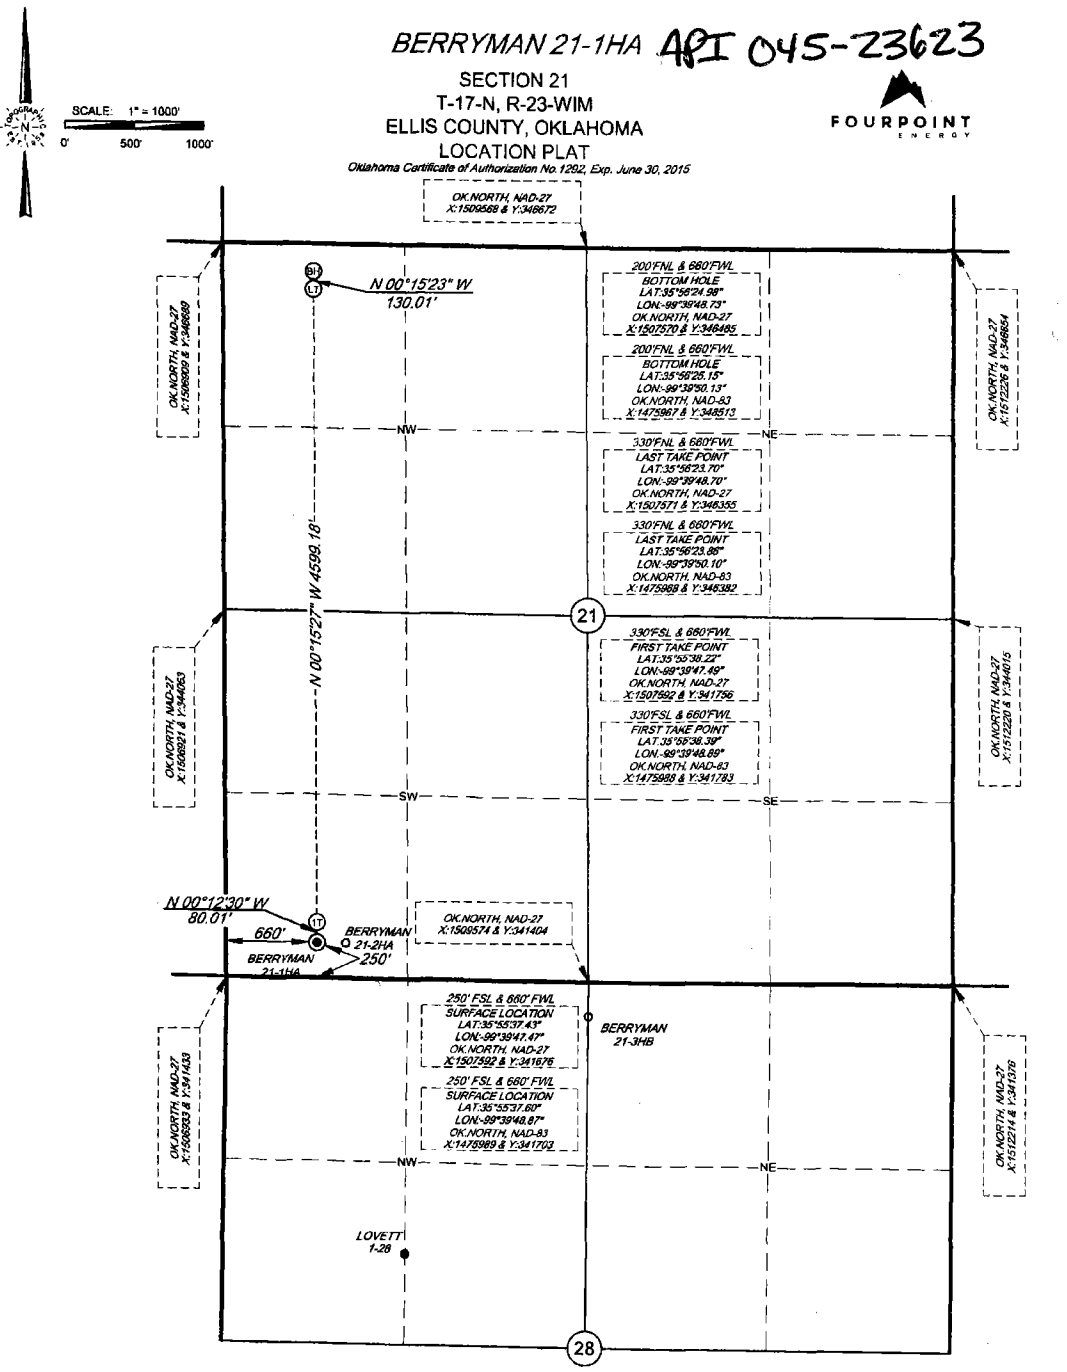 BERRYMAN 21-1HA API 045-23623
SECTION 21
T-17-N, R-23-WIM
ELLIS COUNTY, OKLAHOMA
LOCATION PLAT
Oklahoma Certificate of Authorization No. 1292, Exp. June 30, 2015
FOURPOINT
ENERGY
TOPOGRAPHIC
N
SCALE: 1" = 1000'
0' 500' 1000'
OK.NORTH, NAD-27
X:1509568 & Y:346672
OK.NORTH, NAD-27
X:1506909 & Y:346689
OK.NORTH, NAD-27
X:1512226 & Y:346654
BH
LT
N 00°15'23" W
130.01'
200'FNL & 660'FWL
BOTTOM HOLE
LAT:35°56'24.98"
LON:-99°39'48.73"
OK.NORTH, NAD-27
X:1507570 & Y:346485
200'FNL & 660'FWL
BOTTOM HOLE
LAT:35°56'25.15"
LON:-99°39'50.13"
OK.NORTH, NAD-83
X:1475967 & Y:346513
NW
NE
330'FNL & 660'FWL
LAST TAKE POINT
LAT:35°56'23.70"
LON:-99°39'48.70"
OK.NORTH, NAD-27
X:1507571 & Y:346355
330'FNL & 660'FWL
LAST TAKE POINT
LAT:35°56'23.86"
LON:-99°39'50.10"
OK.NORTH, NAD-83
X:1475968 & Y:346382
N 00°15'27" W 4599.18'
21
330'FSL & 660'FWL
FIRST TAKE POINT
LAT:35°55'38.22"
LON:-99°39'47.49"
OK.NORTH, NAD-27
X:1507592 & Y:341756
330'FSL & 660'FWL
FIRST TAKE POINT
LAT:35°55'38.39"
LON:-99°39'48.89"
OK.NORTH, NAD-83
X:1475988 & Y:341783
OK.NORTH, NAD-27
X:1506921 & Y:344063
OK.NORTH, NAD-27
X:1512220 & Y:344015
SW
SE
N 00°12'30" W
80.01'
1T
660'
BERRYMAN
21-2HA
250'
BERRYMAN
21-1HA
OK.NORTH, NAD-27
X:1509574 & Y:341404
250' FSL & 660' FWL
SURFACE LOCATION
LAT:35°55'37.43"
LON:-99°39'47.47"
OK.NORTH, NAD-27
X:1507592 & Y:341676
250' FSL & 660' FWL
SURFACE LOCATION
LAT:35°55'37.60"
LON:-99°39'48.87"
OK.NORTH, NAD-83
X:1475989 & Y:341703
BERRYMAN
21-3HB
OK.NORTH, NAD-27
X:1506933 & Y:341433
OK.NORTH, NAD-27
X:1512214 & Y:341376
NW
NE
LOVETT
1-28
28